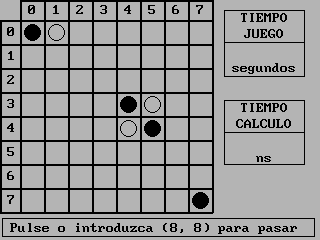 0 1 2 3 4 5 6 7
TIEMPO
JUEGO
segundos
0
1
2
3
4
5
6
7
TIEMPO
CALCULO
ns
Pulse o introduzca (8, 8) para pasar